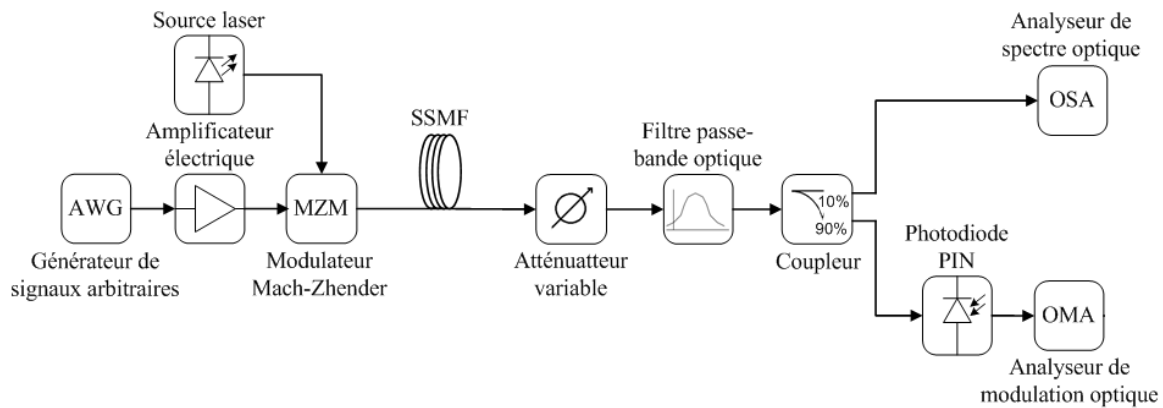 Source laser
Amplificateur
électrique
AWG
Générateur de
signaux arbitraires
MZM
Modulateur
Mach-Zhender
SSMF
Atténuatteur
variable
Filtre passe-
bande optique
10%
90%
Coupleur
Analyseur de
spectre optique
OSA
Photodiode
PIN
OMA
Analyseur de
modulation optique